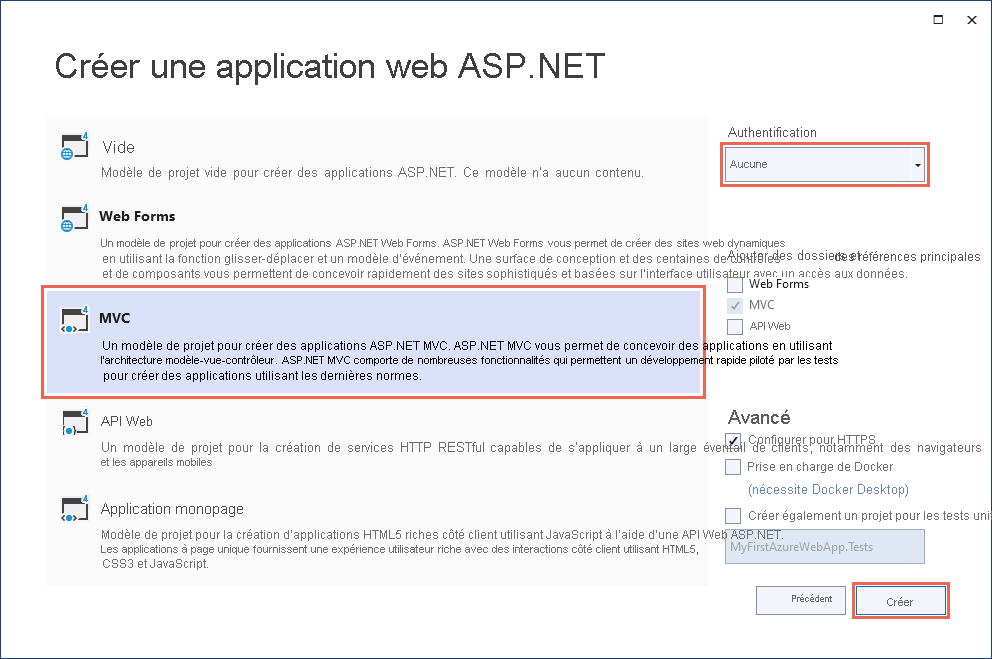 Créer une application web ASP.NET
Vide
Modèle de projet vide pour créer des applications ASP.NET. Ce modèle n'a aucun contenu.
Web Forms
Un modèle de projet pour créer des applications ASP.NET Web Forms. ASP.NET Web Forms vous permet de créer des sites web dynamiques
en utilisant la fonction glisser-déplacer et un modèle d'événement. Une surface de conception et des centaines de contrôles
et de composants vous permettent de concevoir rapidement des sites sophistiqués et basées sur l'interface utilisateur avec un accès aux données.
MVC
Un modèle de projet pour créer des applications ASP.NET MVC. ASP.NET MVC vous permet de concevoir des applications en utilisant
l'architecture modèle-vue-contrôleur. ASP.NET MVC comporte de nombreuses fonctionnalités qui permettent un développement rapide piloté par les tests
pour créer des applications utilisant les dernières normes.
API Web
Un modèle de projet pour la création de services HTTP RESTful capables de s'appliquer à un large éventail de clients, notamment des navigateurs
et les appareils mobiles
Application monopage
Modèle de projet pour la création d'applications HTML5 riches côté client utilisant JavaScript à l'aide d'une API Web ASP.NET.
Les applications à page unique fournissent une expérience utilisateur riche avec des interactions côté client utilisant HTML5,
CSS3 et JavaScript.
Authentification
Aucune
Ajouter des dossiers et des références principales
Web Forms
MVC
API Web
Avancé
Configurer pour HTTPS
Prise en charge de Docker
(nécessite Docker Desktop)
Créer également un projet pour les tests uni
MyFirstAzureWebApp.Tests
Précédent
Créer